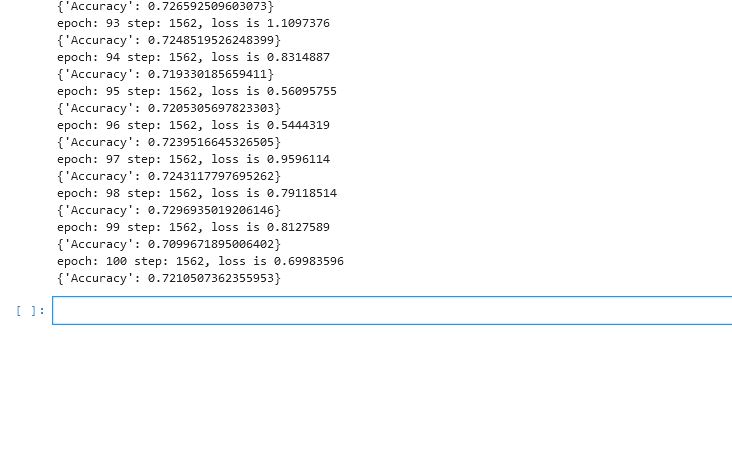 {'Accuracy': 0.726592509603073}
epoch: 93 step: 1562, loss is 1.1097376
{'Accuracy': 0.7248519526248399}
epoch: 94 step: 1562, loss is 0.8314887
{'Accuracy': 0.719330185659411}
epoch: 95 step: 1562, loss is 0.56095755
{'Accuracy': 0.7205305697823303}
epoch: 96 step: 1562, loss is 0.5444319
{'Accuracy': 0.7239516645326505}
epoch: 97 step: 1562, loss is 0.9596114
{'Accuracy': 0.7243117797695262}
epoch: 98 step: 1562, loss is 0.79118514
{'Accuracy': 0.7296935019206146}
epoch: 99 step: 1562, loss is 0.8127589
{'Accuracy': 0.7099671895006402}
epoch: 100 step: 1562, loss is 0.69983596
{'Accuracy': 0.7210507362355953}
[ ]: